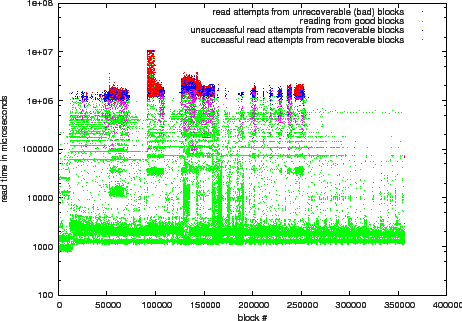 1e+08
read attempts from unrecoverable (bad) blocks
reading from good blocks
unsuccessful read attempts from recoverable blocks
successful read attempts from recoverable blocks
1e+07
1e+06
100000
10000
1000
100
read time in microseconds
0 50000 100000 150000 200000 250000 300000 350000 400000
block #